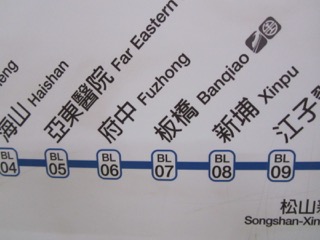 海山 Haishan
亞東醫院 Far Eastern
府中 Fuzhong
板橋 Banqiao
新埔 Xinpu
江子
BL 04
BL 05
BL 06
BL 07
BL 08
BL 09
松山
Songshan-Xin